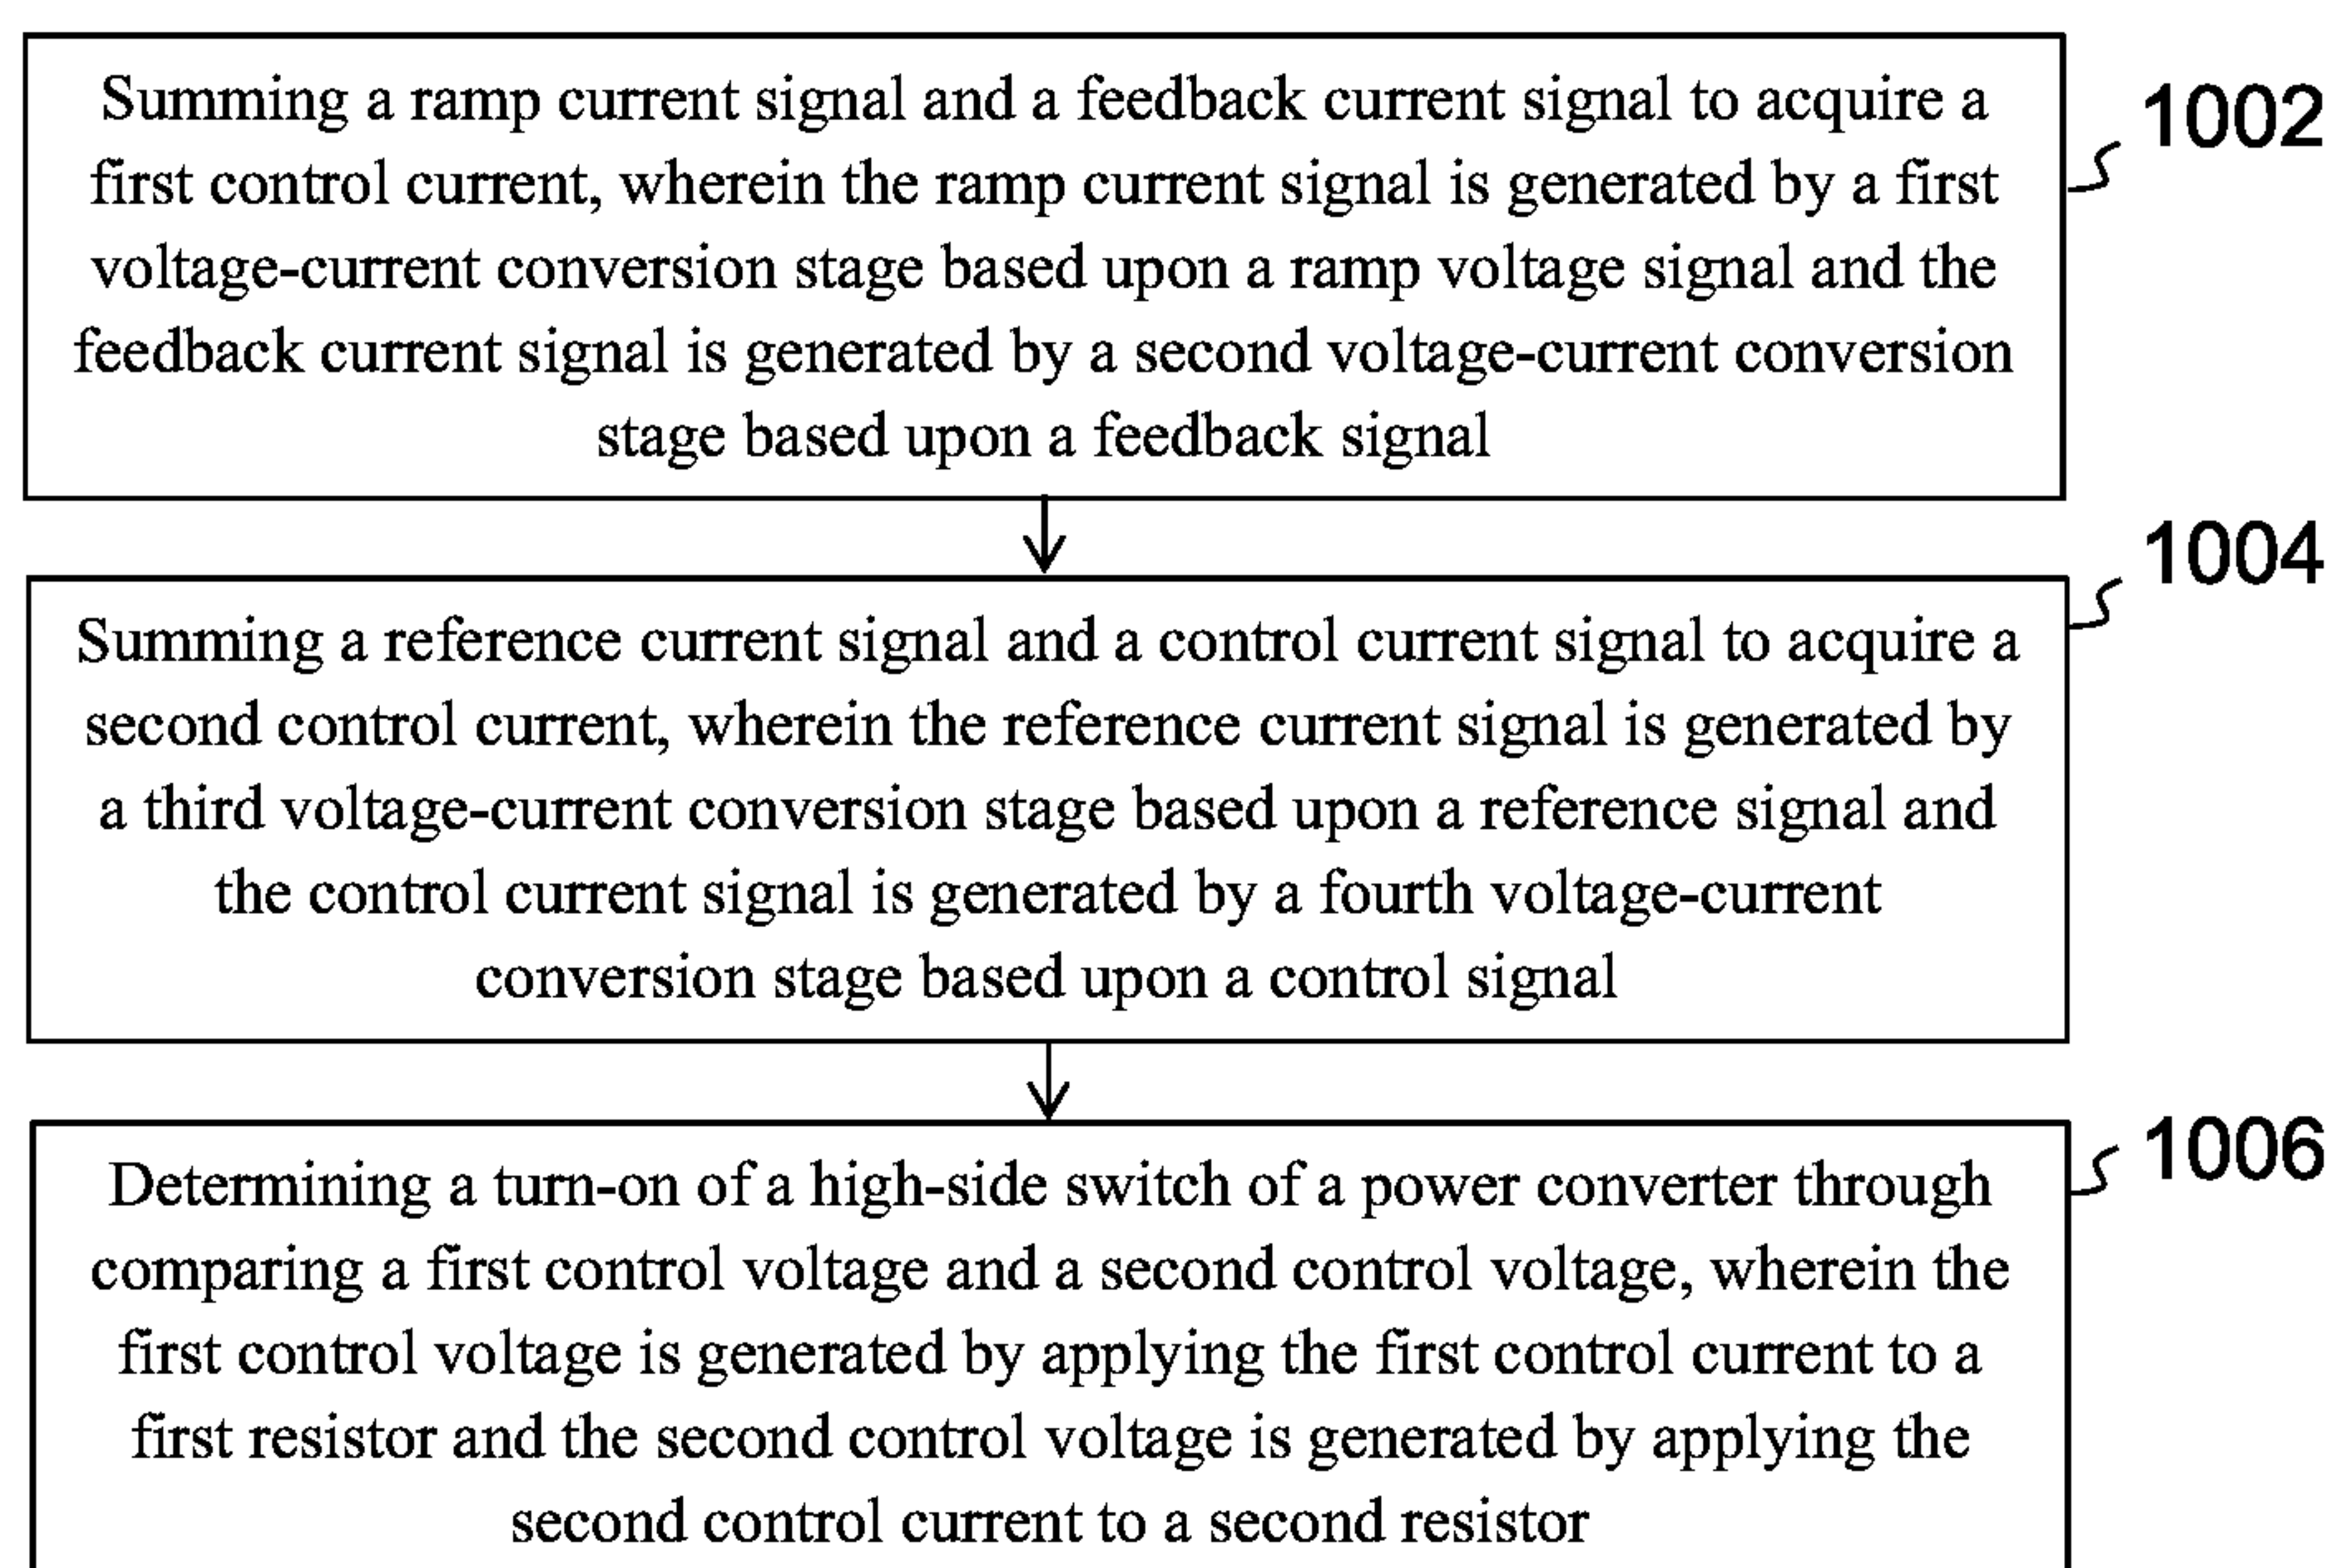 Summing a ramp current signal and a feedback current signal to acquire a
first control current, wherein the ramp current signal is generated by a first
voltage-current conversion stage based upon a ramp voltage signal and the
feedback current signal is generated by a second voltage-current conversion
stage based upon a feedback signal
1002
Summing a reference current signal and a control current signal to acquire a
second control current, wherein the reference current signal is generated by
a third voltage-current conversion stage based upon a reference signal and
the control current signal is generated by a fourth voltage-current
conversion stage based upon a control signal
1004
Determining a turn-on of a high-side switch of a power converter through
comparing a first control voltage and a second control voltage, wherein the
first control voltage is generated by applying the first control current to a
first resistor and the second control voltage is generated by applying the
second control current to a second resistor
1006